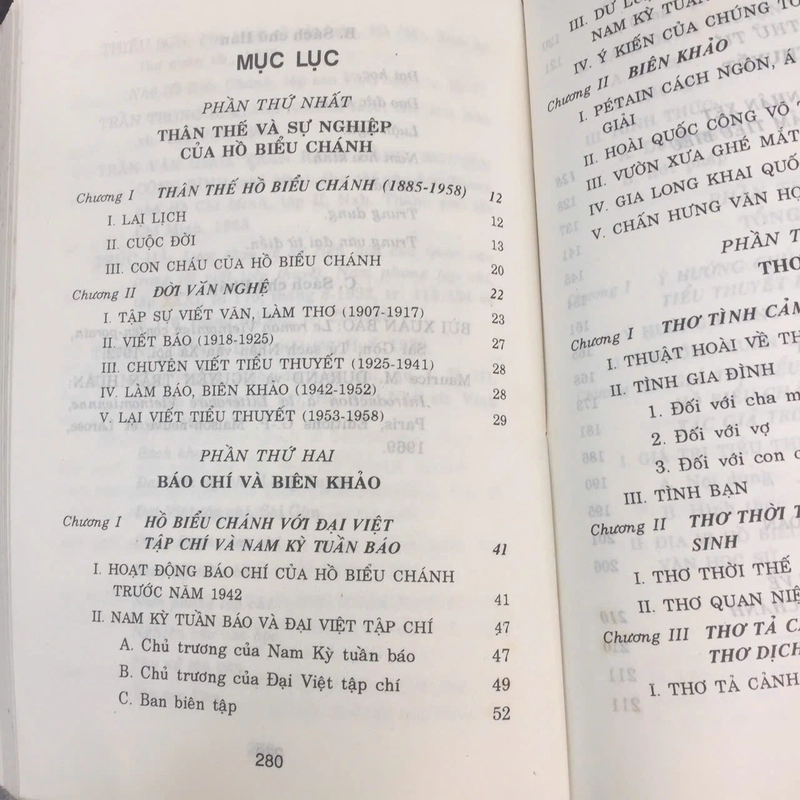 MỤC LỤC
PHẦN THỨ NHẤT
THÂN THẾ VÀ SỰ NGHIỆP
CỦA HỒ BIỂU CHÁNH
Chương I THÂN THẾ HỒ BIỂU CHÁNH (1885-1958) 12
I. LAI LỊCH 12
II. CUỘC ĐỜI 13
III. CON CHÁU CỦA HỒ BIỂU CHÁNH 20
Chương II ĐỜI VĂN NGHỆ 22
I. TẬP SỰ VIẾT VĂN, LÀM THƠ (1907-1917) 23
II. VIẾT BÁO (1918-1925) 27
III. CHUYÊN VIẾT TIỂU THUYẾT (1925-1941) 28
IV. LÀM BÁO, BIÊN KHẢO (1942-1952) 28
V. LẠI VIẾT TIỂU THUYẾT (1953-1958) 29
PHẦN THỨ HAI
BÁO CHÍ VÀ BIÊN KHẢO
Chương I HỒ BIỂU CHÁNH VỚI ĐẠI VIỆT
TẬP CHÍ VÀ NAM KỲ TUẦN BÁO 41
I. HOẠT ĐỘNG BÁO CHÍ CỦA HỒ BIỂU CHÁNH
TRƯỚC NĂM 1942 41
II. NAM KỲ TUẦN BÁO VÀ ĐẠI VIỆT TẠP CHÍ 47
A. Chủ trương của Nam Kỳ tuần báo 47
B. Chủ trương của Đại Việt tập chí 49
C. Ban biên tập 52
280
III. DƯ
NAM KỲ TUẦN
IV. Ý KIẾN CỦA CHÚNG
Chương II BIÊN KHẢO
I. PÉTAIN CÁCH NGÔN, Á
GIẢI
II. HOÀI QUỐC CÔNG VÕ
III. VƯỜN XƯA GHÉ MẮT
IV. GIA LONG KHAI QUỐ
V. CHẤN HƯNG VĂN HỌ
PHẦN T
THƠ
Chương I THƠ TÌNH CẢM
I. THUẬT HOÀI VỀ TH
II. TÌNH GIA ĐÌNH
1. Đối với cha m
2. Đối với vợ
3. Đối với con c
III. TÌNH BẠN
Chương II THƠ THỜI T
SINH
I. THƠ THỜI THẾ
II. THƠ QUAN NIỆ
Chương III THƠ TẢ C
THƠ DỊCH
I. THƠ TẢ CẢNH